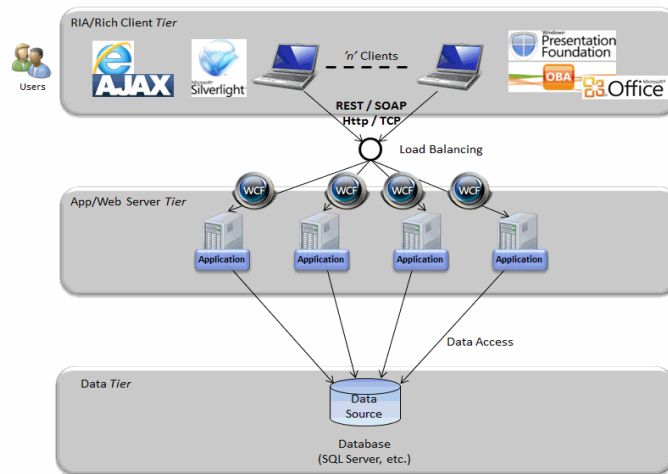 RIA/Rich Client Tier
Users
AJAX
Microsoft
Silverlight
'n' Clients
Windows
Presentation
Foundation
OBA
Microsoft
Office
REST / SOAP
Http / TCP
Load Balancing
WCF
WCF
WCF
WCF
App/Web Server Tier
Application
Application
Application
Application
Data Access
Data Tier
Data
Source
Database
(SQL Server, etc.)